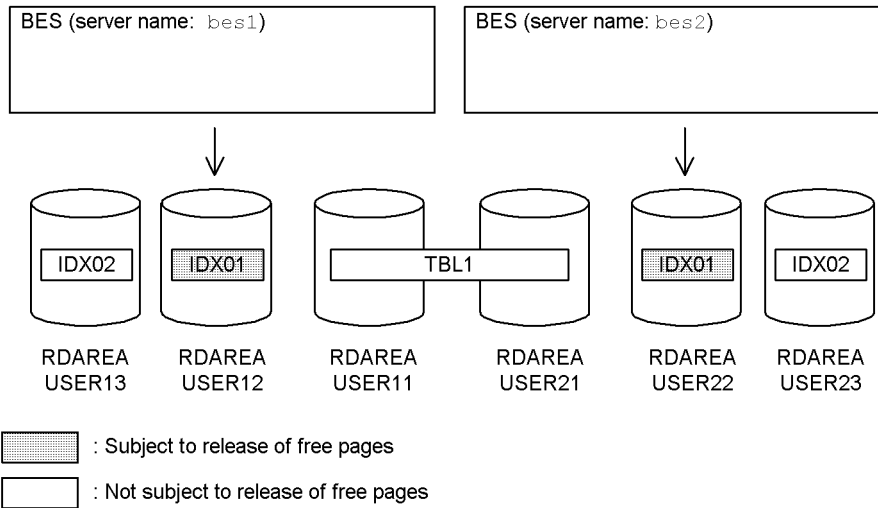 BES (server name: bes1)
BES (server name: bes2)
IDX02
IDX01
TBL1
IDX01
IDX02
RDAREA RDAREA RDAREA RDAREA RDAREA RDAREA
USER13 USER12 USER11 USER21 USER22 USER23
: Subject to release of free pages
: Not subject to release of free pages